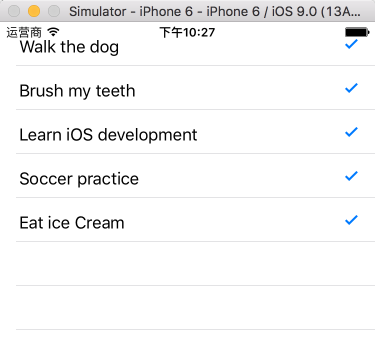 Simulator - iPhone 6 - iPhone 6 / iOS 9.0 (13A...
运营商 下午10:27
Walk the dog
Brush my teeth
Learn iOS development
Soccer practice
Eat ice Cream